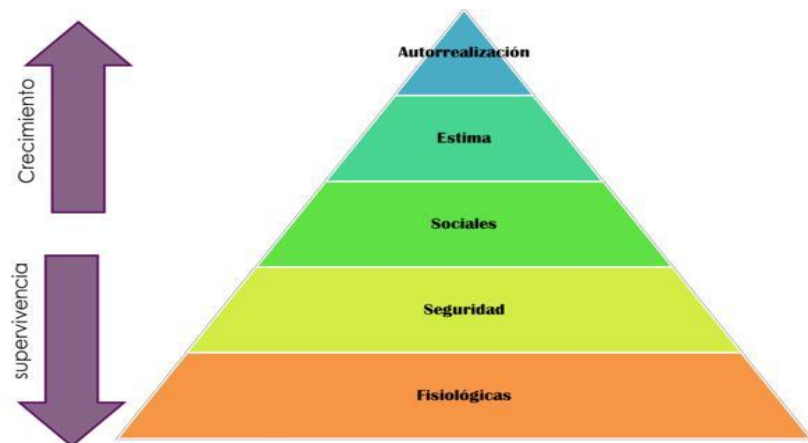 Crecimiento
supervivencia
Autorrealización
Estima
Sociales
Seguridad
Fisiológicas